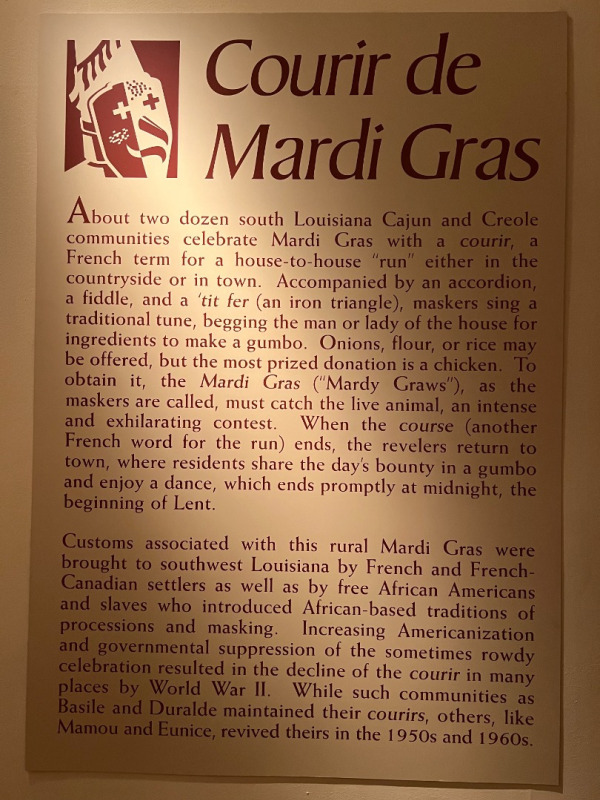 Courir de
Mardi Gras
About two dozen south Louisiana Cajun and Creole
communities celebrate Mardi Gras with a courir, a
French term for a house-to-house “run” either in the
countryside or in town. Accompanied by an accordion,
a fiddle, and a ‘tit fer (an iron triangle), maskers sing a
traditional tune, begging the man or lady of the house for
ingredients to make a gumbo. Onions, flour, or rice may
be offered, but the most prized donation is a chicken. To
obtain it, the Mardi Gras (“Mardy Graws”), as the
maskers are called, must catch the live animal, an intense
and exhilarating contest. When the course (another
French word for the run) ends, the revelers return to
town, where residents share the day's bounty in a gumbo
and enjoy a dance, which ends promptly at midnight, the
beginning of Lent.
Customs associated with this rural Mardi Gras were
brought to southwest Louisiana by French and French-
Canadian settlers as well as by free African Americans
and slaves who introduced African-based traditions of
processions and masking. Increasing Americanization
and governmental suppression of the sometimes rowdy
celebration resulted in the decline of the courir in many
places by World War II. While such communities as
Basile and Duralde maintained their courirs, others, like
Mamou and Eunice, revived theirs in the 1950s and 1960s.